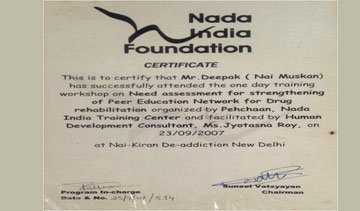 Nada
India
Foundation
CERTIFICATE
This is to certify that Mr. Deepak ( Nai Muskan)
has successfully attended the one day training
workshop on Need assessment for strengthening
of Peer Education Network for Drug
rehabilitation organized by Pehchaan, Nada
India Training Center and facilitated by Human
Development Consultant, Ms. Jyotasna Roy, on
23/09/2007
at Nai-Kiran De-addiction New Delhi
Program In-charge
Date & No.
Suneel Vatsyayan
Chairman